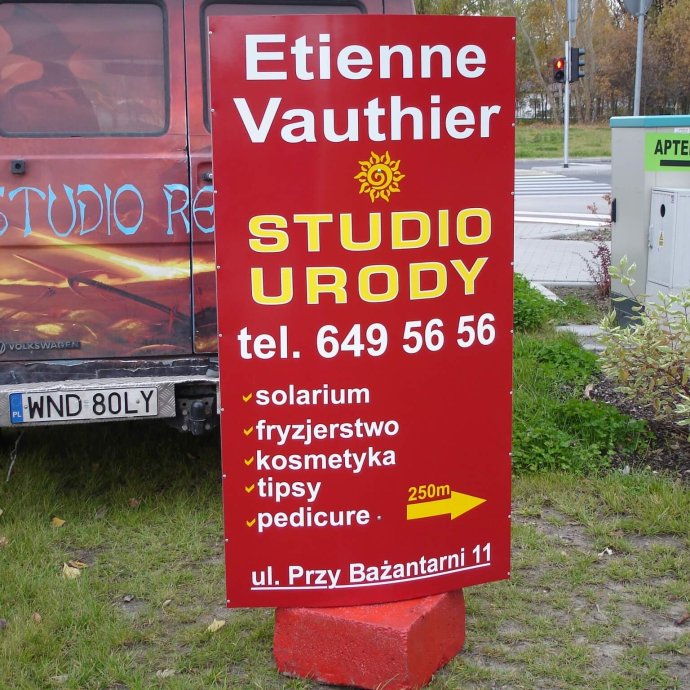 Etienne
Vauthier
STUDIO
URODY
tel. 649 56 56
solarium
fryzjerstwo
kosmetyka
tipsy
pedicure
250m
ul. Przy Bażantarni 11
STUDIO RE
VOLKSWAGEN
PL
WND 80LY
APTE